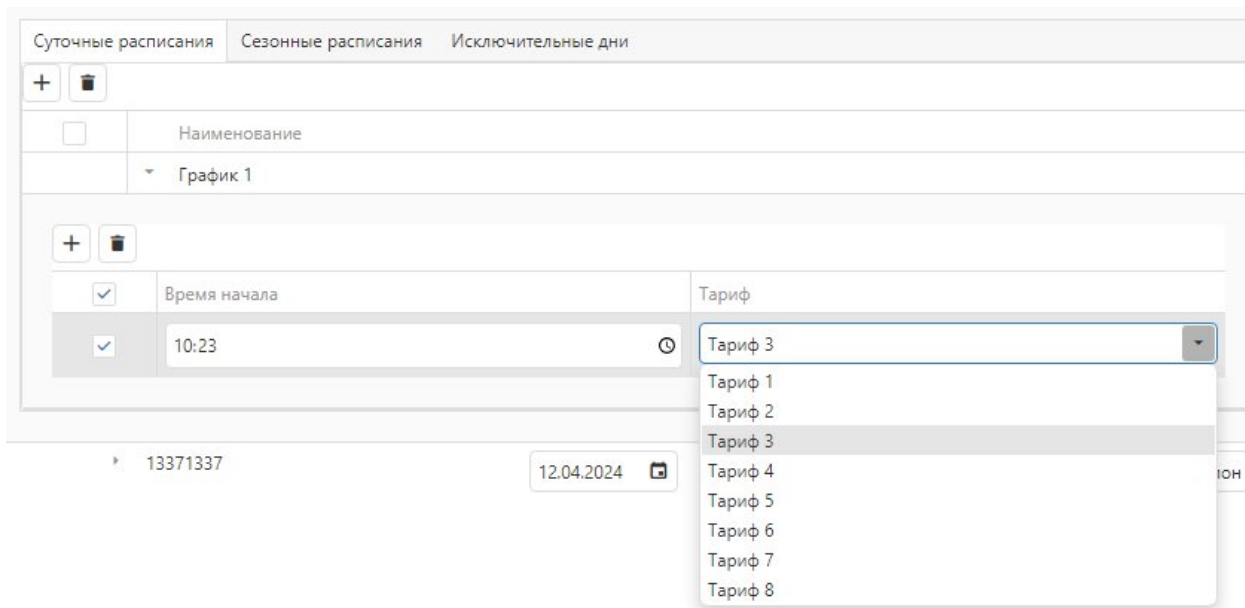 Суточные расписания Сезонные расписания Исключительные дни
Наименование
График 1
Время начала Тариф
10:23 Тариф 3
Тариф 1
Тариф 2
Тариф 3
13371337 12.04.2024 Тариф 4
Тариф 5
Тариф 6
Тариф 7
Тариф 8